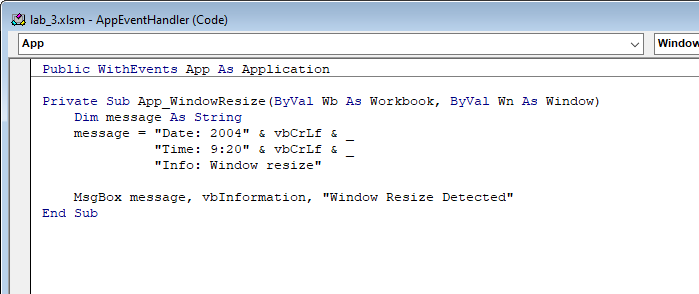 lab_3.xlsm - AppEventHandler (Code)
App
Window
Public WithEvents App As Application
Private Sub App_WindowResize(ByVal Wb As Workbook, ByVal Wn As Window)
Dim message As String
message = "Date: 2004" & vbCrLf & _
"Time: 9:20" & vbCrLf & _
"Info: Window resize"
MsgBox message, vbInformation, "Window Resize Detected"
End Sub